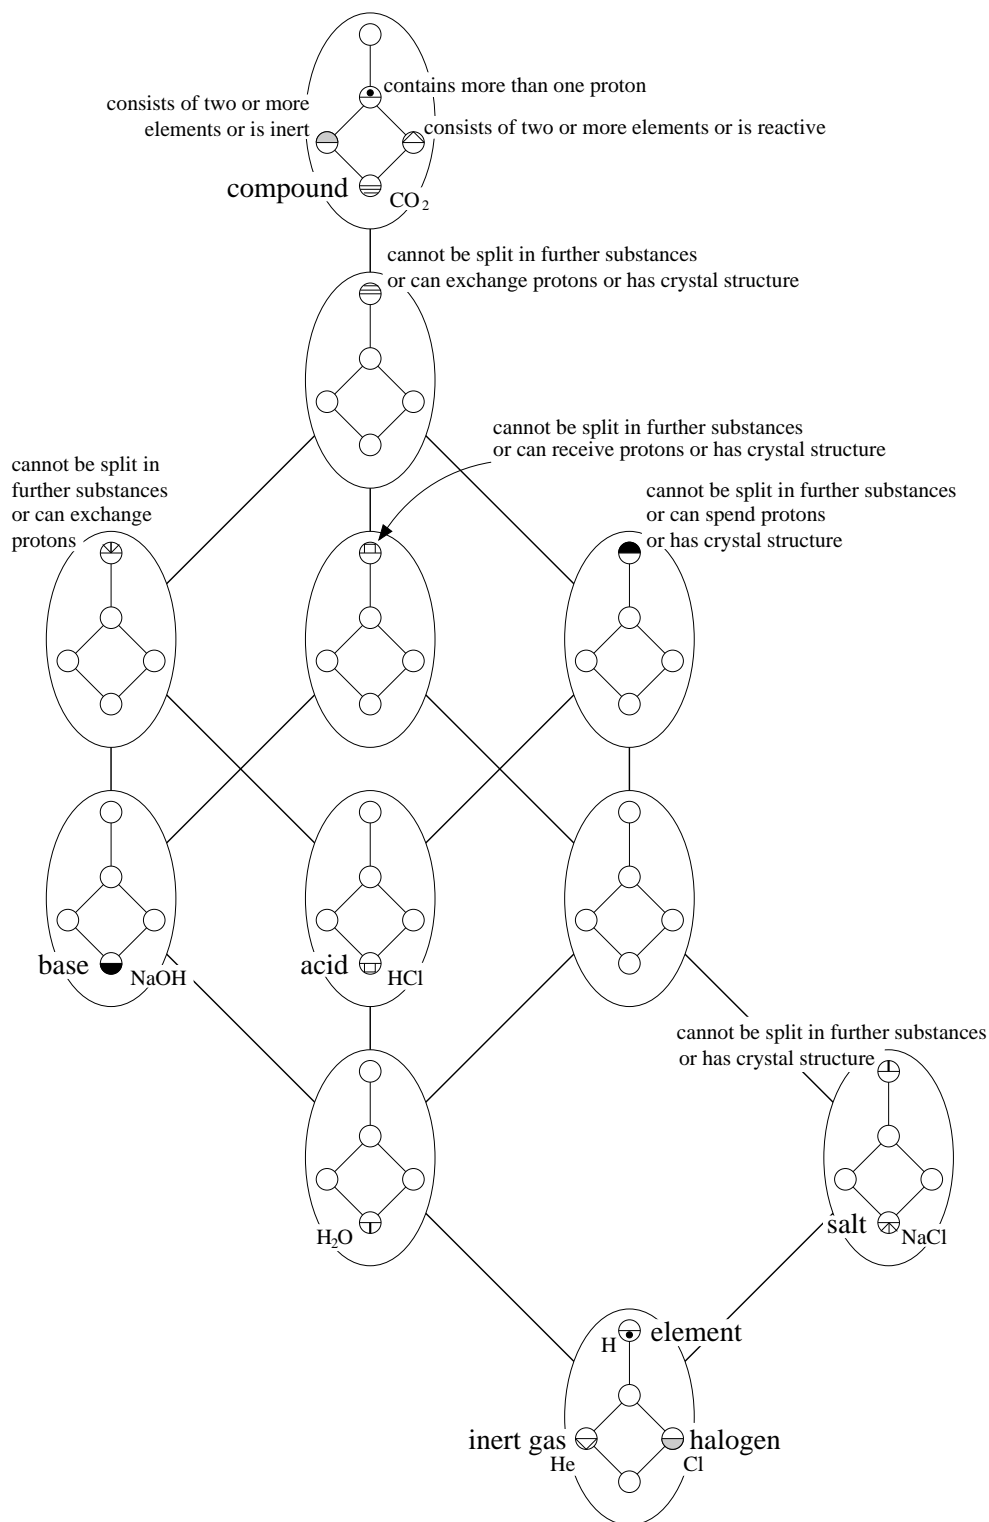 contains more than one proton
consists of two or more
elements or is inert
consists of two or more elements or is reactive
compound
CO₂
cannot be split in further substances
or can exchange protons or has crystal structure
cannot be split in further substances
or can receive protons or has crystal structure
cannot be split in
further substances
or can exchange
protons
cannot be split in further substances
or can spend protons
or has crystal structure
base
NaOH
acid
HCl
cannot be split in further substances
or has crystal structure
H₂O
salt
NaCl
H
element
inert gas
He
halogen
Cl